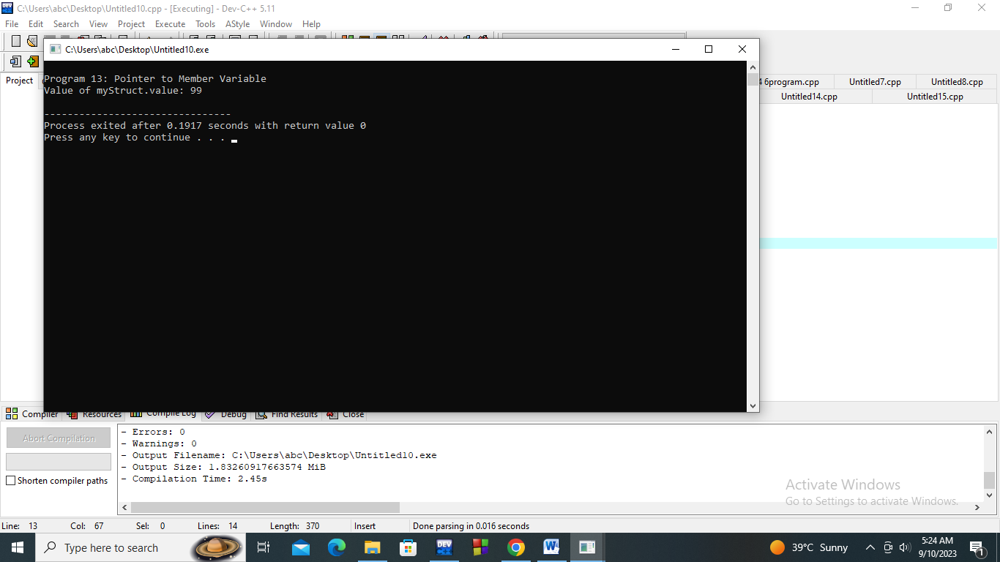 C:\Users\abc\Desktop\Untitled10.cpp - [Executing] - Dev-C++ 5.11
File Edit Search View Project Execute Tools AStyle Window Help
C:\Users\abc\Desktop\Untitled10.exe
Project
6program.cpp Untitled7.cpp Untitled8.cpp
Untitled14.cpp Untitled15.cpp
Program 13: Pointer to Member Variable
Value of myStruct.value: 99
--------------------------------
Process exited after 0.1917 seconds with return value 0
Press any key to continue . . .
Compiler Resources Compile Log Debug Find Results Close
Abort Compilation
Shorten compiler paths
- Errors: 0
- Warnings: 0
- Output Filename: C:\Users\abc\Desktop\Untitled10.exe
- Output Size: 1.83260917663574 MiB
- Compilation Time: 2.45s
Activate Windows
Go to Settings to activate Windows.
Line: 13 Col: 67 Sel: 0 Lines: 14 Length: 370 Insert Done parsing in 0.016 seconds
Type here to search
DEV
39°C Sunny
5:24 AM
9/10/2023
1